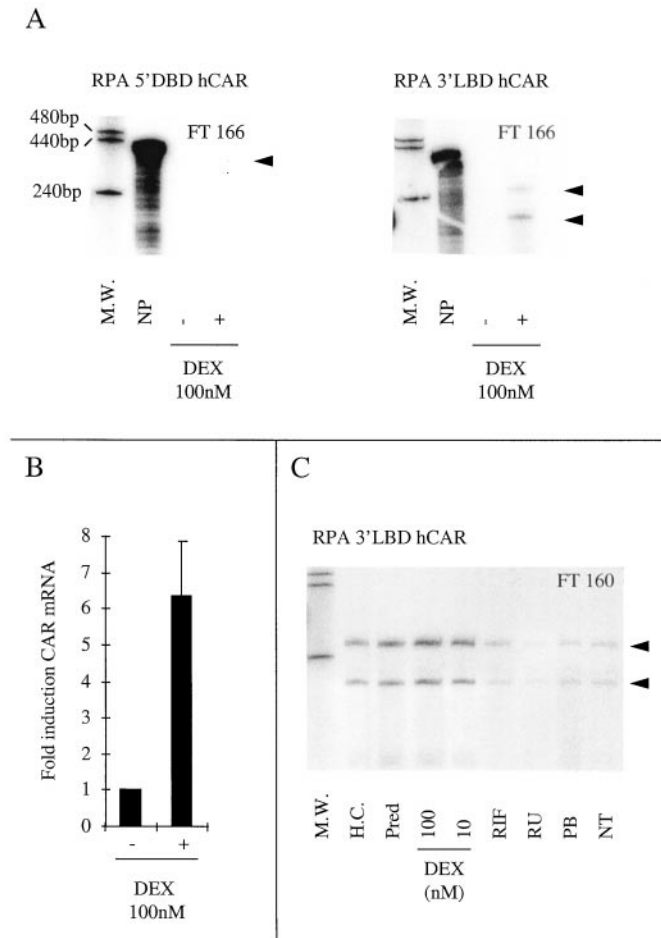 A
RPA 5'DBD hCAR
480bp
440bp
240bp
FT 166
M.W.
NP
- +
DEX
100nM
RPA 3'LBD hCAR
FT 166
M.W.
NP
- +
DEX
100nM
B
Fold induction CAR mRNA
8
7
6
5
4
3
2
1
0
- +
DEX
100nM
C
RPA 3'LBD hCAR
FT 160
M.W.
H.C.
Pred
100
10
DEX
(nM)
RIF
RU
PB
NT